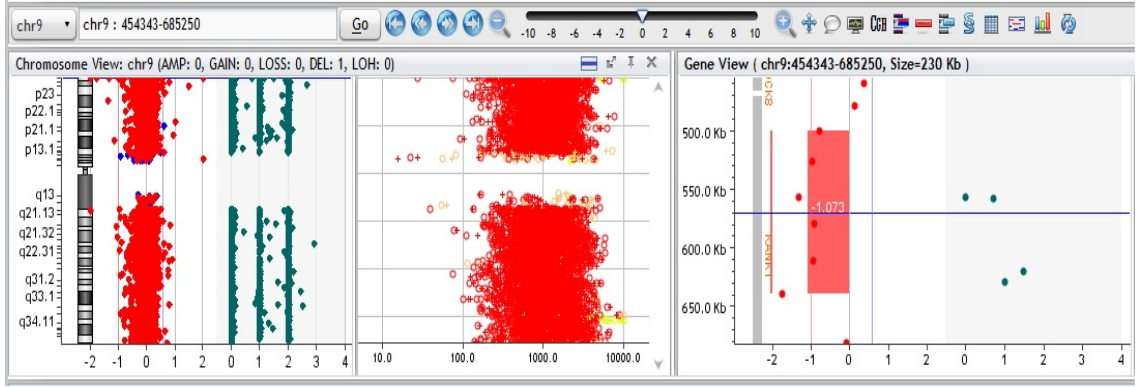 chr9 chr9 : 454343-685250 Go -10 -8 -6 -4 -2 0 2 4 6 8 10 CGH
Chromosome View: chr9 (AMP: 0, GAIN: 0, LOSS: 0, DEL: 1, LOH: 0)
p23
p22.1
p21.1
p13.1
q13
q21.13
q21.32
q22.31
q31.2
q33.1
q34.11
-2 -1 0 1 2 0 1 2 3 4
10.0 100.0 1000.0 10000.0
Gene View ( chr9:454343-685250, Size=230 Kb )
500.0 Kb
550.0 Kb
600.0 Kb
650.0 Kb
-1.073
KANK1
-2 -1 0 1 0 1 2 3 4